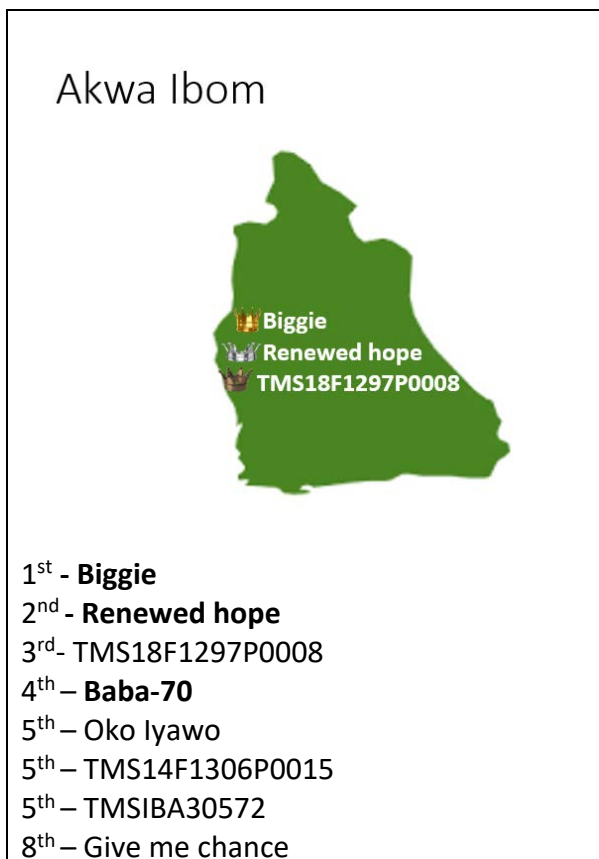 Akwa Ibom
Biggie
Renewed hope
TMS18F1297P0008
1st - Biggie
2nd - Renewed hope
3rd- TMS18F1297P0008
4th – Baba-70
5th – Oko Iyawo
5th – TMS14F1306P0015
5th – TMSIBA30572
8th – Give me chance